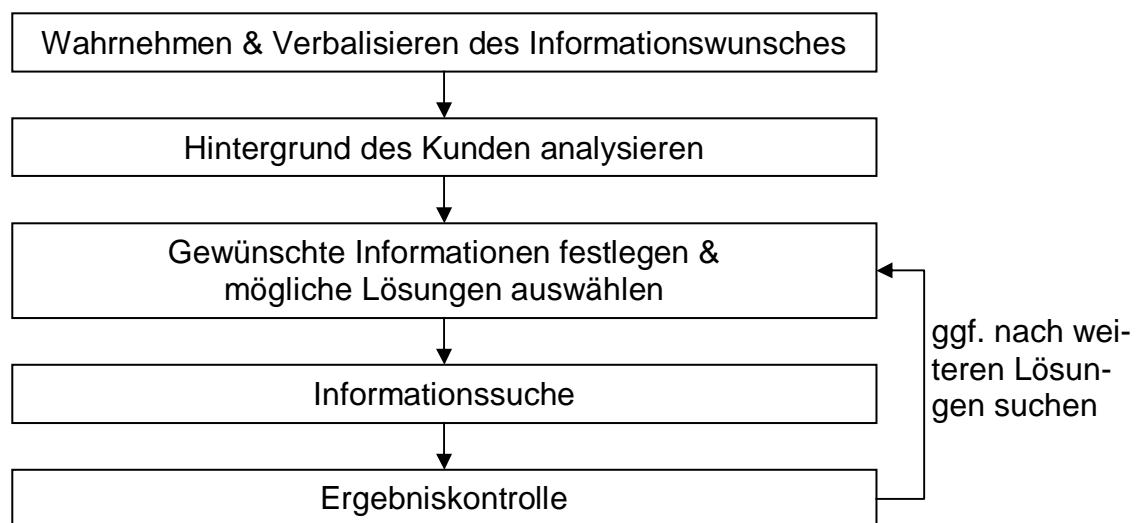 Wahrnehmen & Verbalisieren des Informationswunsches
Hintergrund des Kunden analysieren
Gewünschte Informationen festlegen &
mögliche Lösungen auswählen
ggf. nach wei-
teren Lösun-
gen suchen
Informationssuche
Ergebniskontrolle